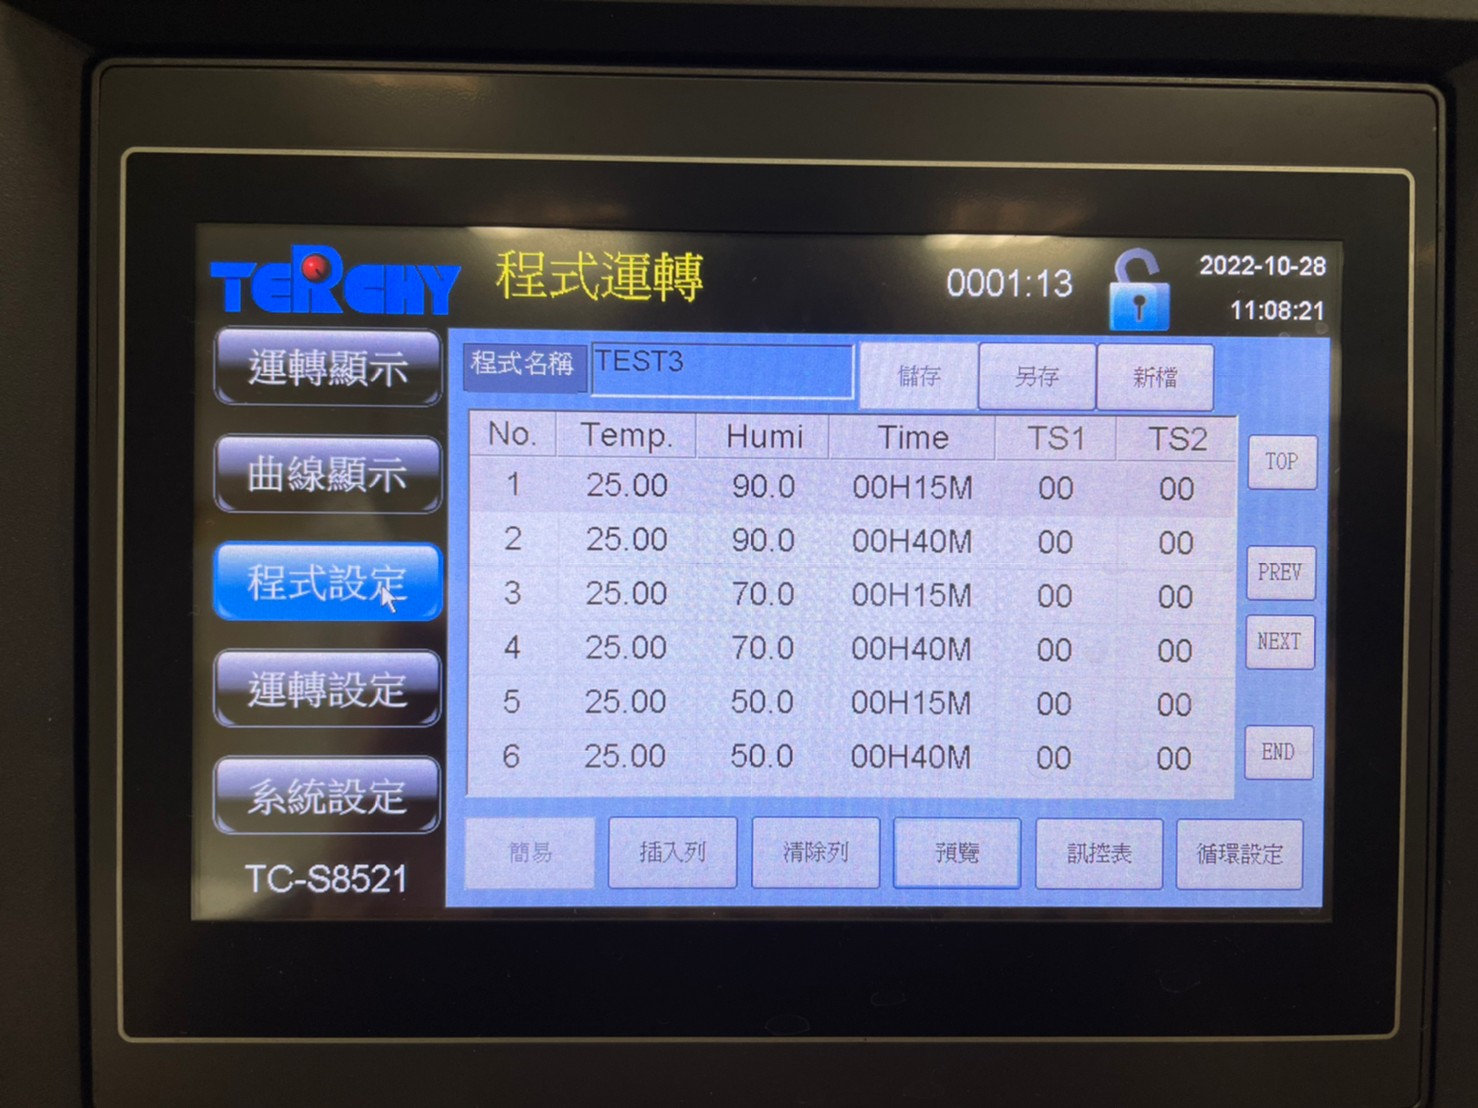 TERCHY 程式運轉 0001:13 2022-10-28
11:08:21
運轉顯示
曲線顯示
程式設定
運轉設定
系統設定
TC-S8521
程式名稱 TEST3 儲存 另存 新檔
No. Temp. Humi Time TS1 TS2
1 25.00 90.0 00H15M 00 00
2 25.00 90.0 00H40M 00 00
3 25.00 70.0 00H15M 00 00
4 25.00 70.0 00H40M 00 00
5 25.00 50.0 00H15M 00 00
6 25.00 50.0 00H40M 00 00
TOP
PREV
NEXT
END
簡易 插入列 清除列 預覽 訊控表 循環設定